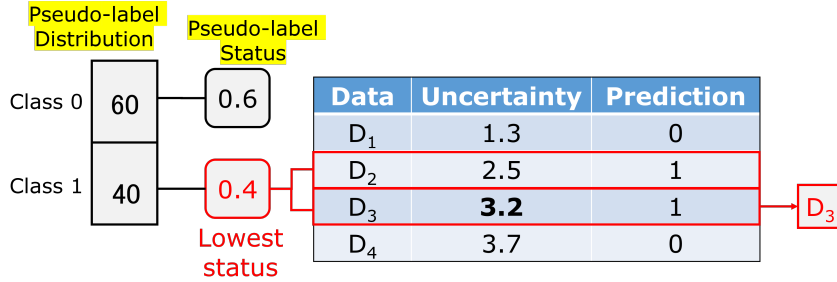 Pseudo-label
Distribution
Pseudo-label
Status
Class 0
60
0.6
Class 1
40
0.4
Lowest
status
Data Uncertainty Prediction
D₁ 1.3 0
D₂ 2.5 1
D₃ 3.2 1
D₄ 3.7 0
D₃